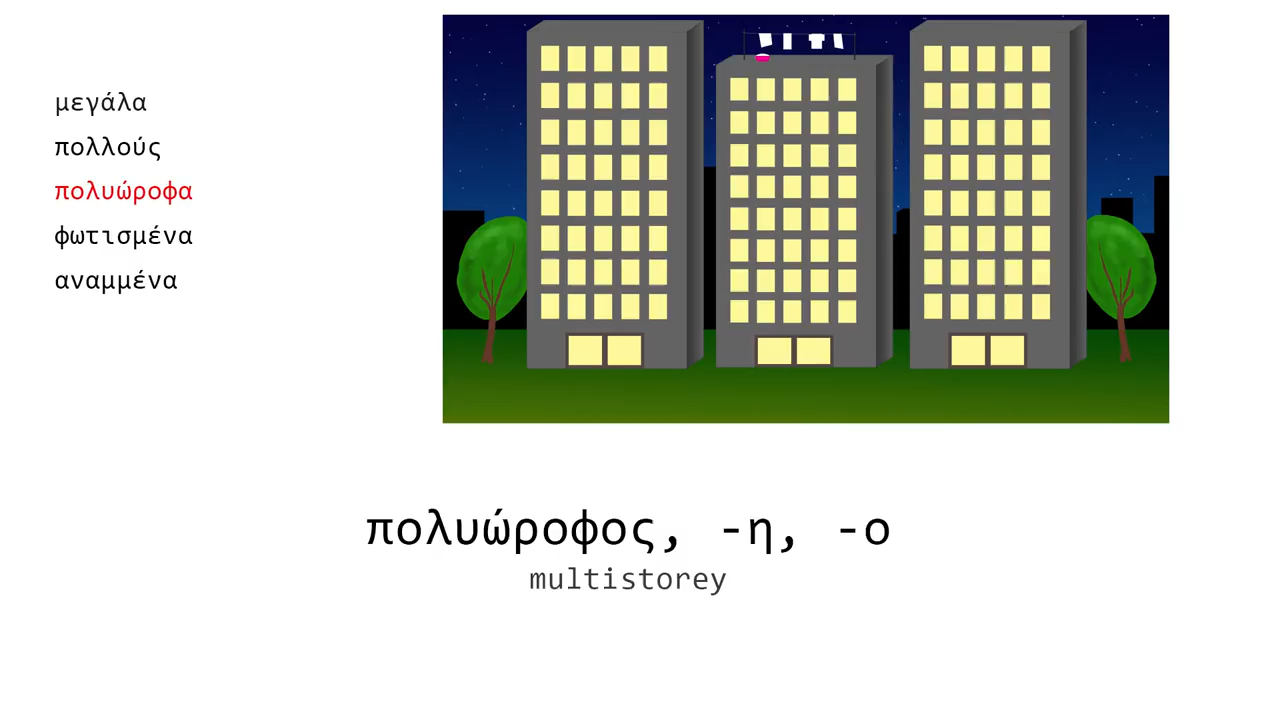 μεγάλα
πολλούς
πολυώροφα
φωτισμένα
αναμμένα
πολυώροφος, -η, -ο
multistorey